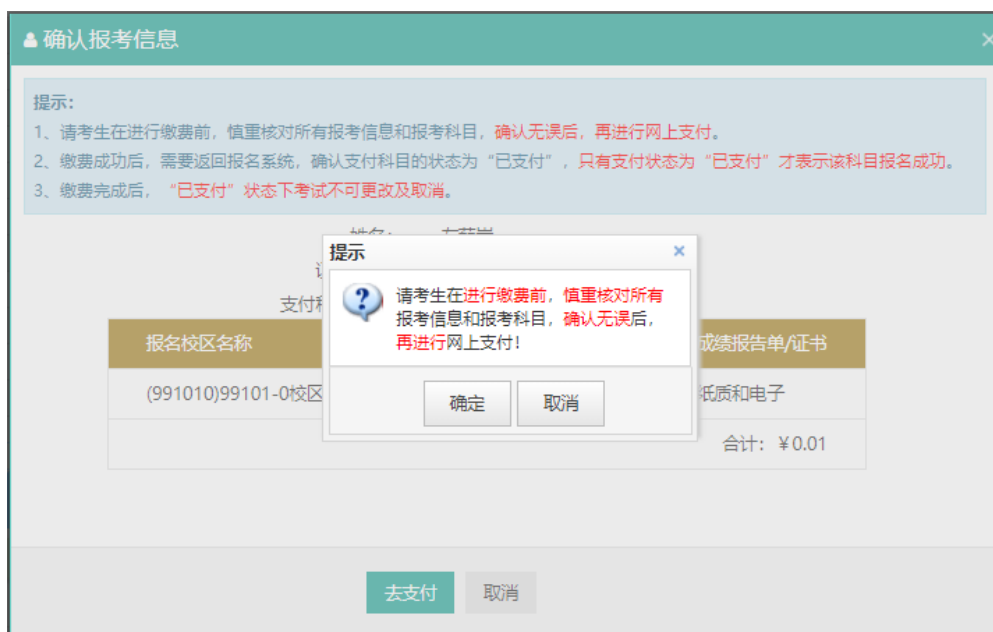 确认报考信息
提示：
1、请考生在进行缴费前，慎重核对所有报考信息和报考科目，确认无误后，再进行网上支付。
2、缴费成功后，需要返回报名系统，确认支付科目的状态为“已支付”，只有支付状态为“已支付”才表示该科目报名成功。
3、缴费完成后，“已支付”状态下考试不可更改及取消。
提示
请考生在进行缴费前，慎重核对所有
报考信息和报考科目，确认无误后，
再进行网上支付！
确定 取消
支付
报名校区名称 成绩报告单/证书
(991010)99101-0校区 纸质和电子
合计：￥0.01
去支付 取消